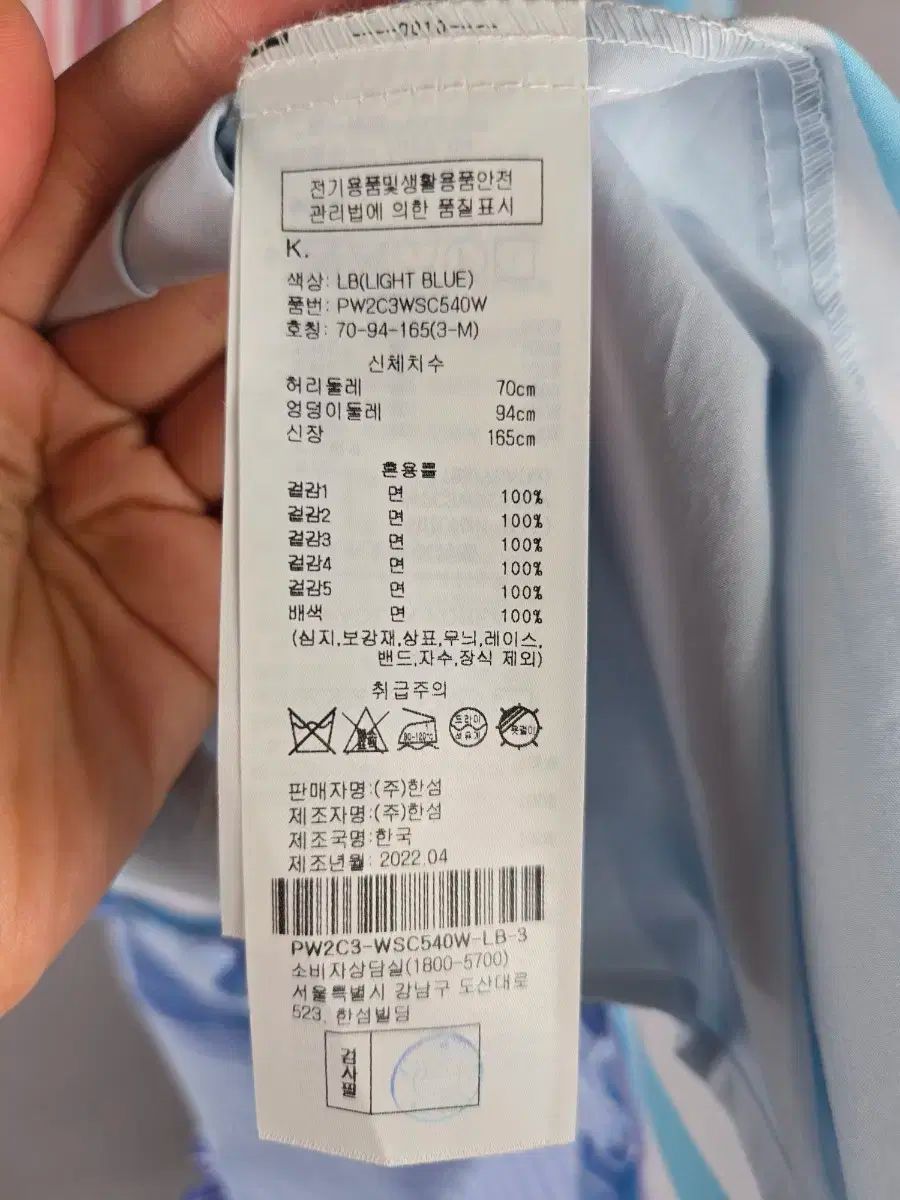 전기용품및생활용품안전
관리법에 의한 품질표시
K.
색상: LB(LIGHT BLUE)
품번: PW2C3WSC540W
호칭: 70-94-165(3-M)
신체치수
허리둘레 70cm
엉덩이둘레 94cm
신장 165cm
혼용률
겉감1 면 100%
겉감2 면 100%
겉감3 면 100%
겉감4 면 100%
겉감5 면 100%
배색 면 100%
(심지,보강재,상표,무늬,레이스,
밴드,자수,장식 제외)
취급주의
80-120℃
드라이
석유계
옷걸이
판매자명:(주)한섬
제조자명:(주)한섬
제조국명:한국
제조년월: 2022.04
PW2C3-WSC540W-LB-3
소비자상담실(1800-5700)
서울특별시 강남구 도산대로
523, 한섬빌딩
검사필